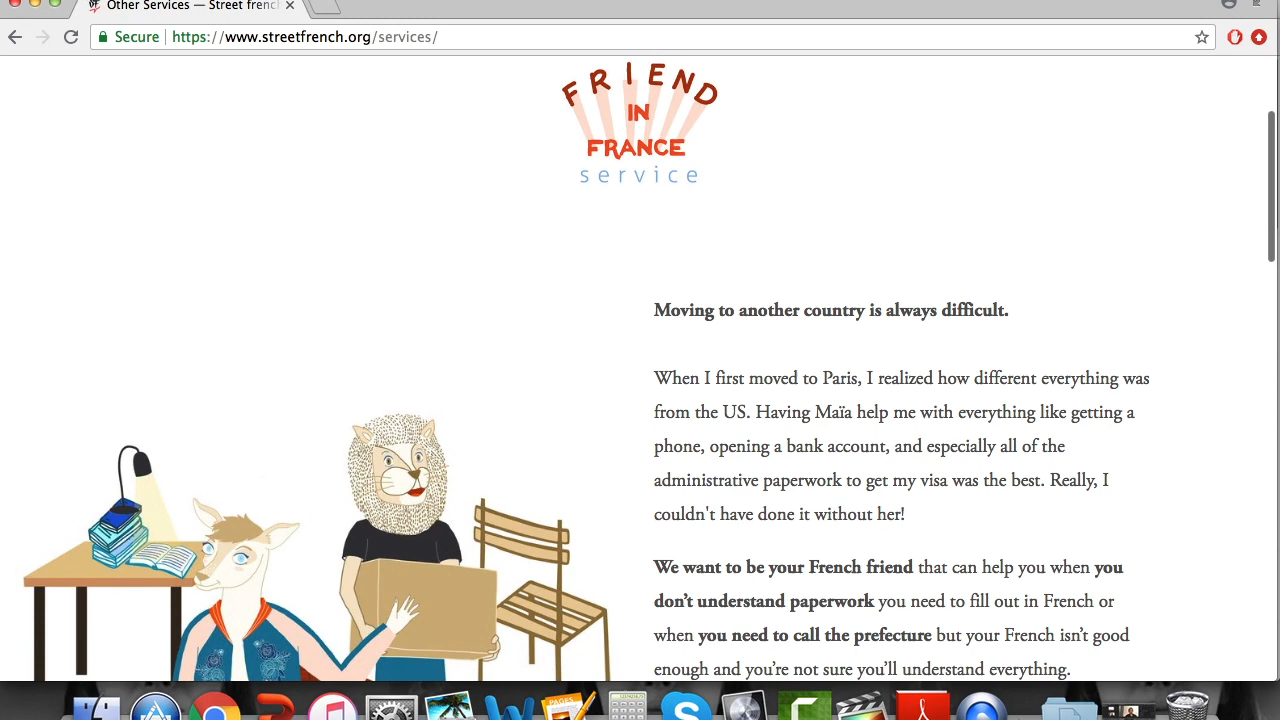 Other Services — Street frenc
Secure https://www.streetfrench.org/services/
FRIEND
IN
FRANCE
service
Moving to another country is always difficult.
When I first moved to Paris, I realized how different everything was
from the US. Having Maïa help me with everything like getting a
phone, opening a bank account, and especially all of the
administrative paperwork to get my visa was the best. Really, I
couldn't have done it without her!
We want to be your French friend that can help you when you
don’t understand paperwork you need to fill out in French or
when you need to call the prefecture but your French isn’t good
enough and you’re not sure you’ll understand everything.